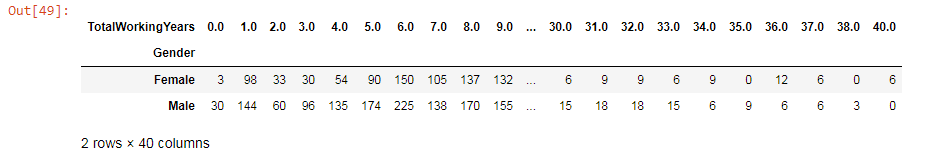 Out[49]:
TotalWorkingYears 0.0 1.0 2.0 3.0 4.0 5.0 6.0 7.0 8.0 9.0 ... 30.0 31.0 32.0 33.0 34.0 35.0 36.0 37.0 38.0 40.0
Gender
Female 3 98 33 30 54 90 150 105 137 132 ... 6 9 9 6 9 0 12 6 0 6
Male 30 144 60 96 135 174 225 138 170 155 ... 15 18 18 15 6 9 6 6 3 0
2 rows × 40 columns